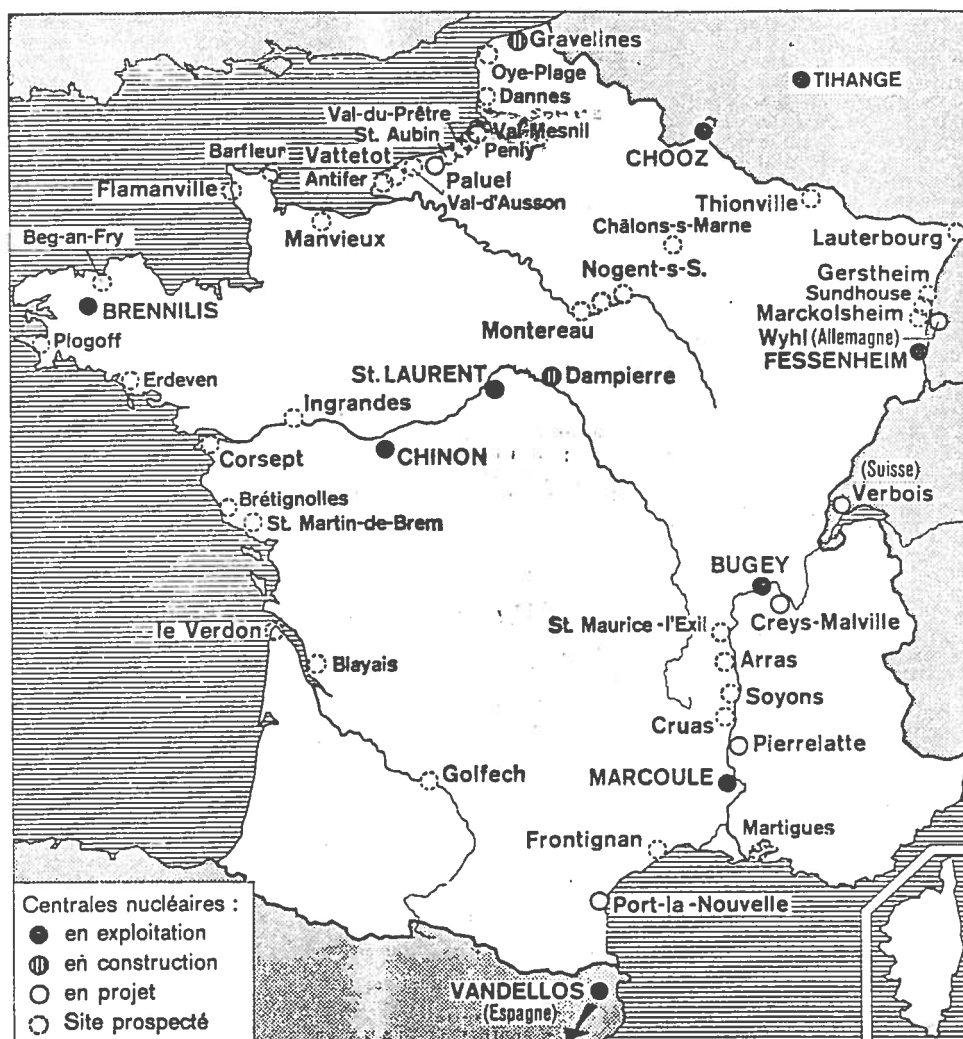 Gravelines
Oye-Plage
TIHANGE
Dannes
Val-du-Prêtre
St. Aubin
Val-Mesnil
Penly
CHOOZ
Barfleur
Vattetot
Paluel
Flamanville
Antifer
Val-d'Ausson
Thionville
Manvieux
Châlons-s-Marne
Lauterbourg
Beg-an-Fry
Nogent-s-S.
Gerstheim
Sundhouse
BRENNILIS
Montereau
Marckolsheim
Wyhl (Allemagne)
Plogoff
FESSENHEIM
Erdeven
St. LAURENT
Dampierre
Ingrandes
Corsept
CHINON
(Suisse)
Verbois
Brétignolles
St. Martin-de-Brem
BUGEY
le Verdon
St. Maurice-l'Exil
Creys-Malville
Blayais
Arras
Soyons
Cruas
Pierrelatte
Golfech
MARCOULE
Frontignan
Martigues
Port-la-Nouvelle
VANDELLOS
(Espagne)
Centrales nucléaires :
en exploitation
en construction
en projet
Site prospecté